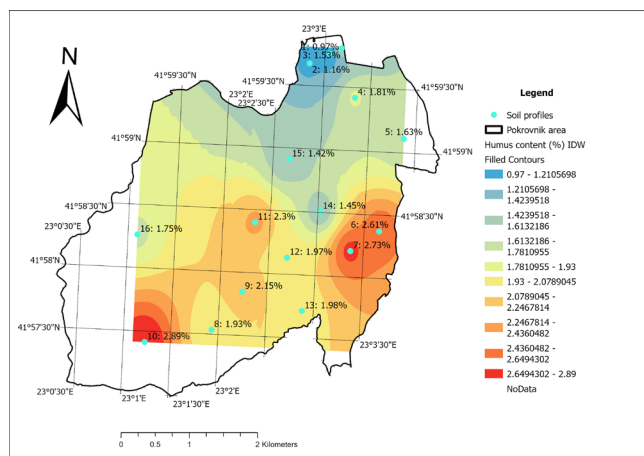 23°3'E
N
1: 0.97%
3: 1.53%
2: 1.16%
41°59'30"N
23°2'E
41°59'30"N
23°2'30"E
4: 1.81%
41°59'30"N
41°59'N
5: 1.63%
41°59'N
15: 1.42%
41°58'30"N
14: 1.45%
41°58'30"N
23°0'30"E
11: 2.3%
6: 2.61%
16: 1.75%
7: 2.73%
41°58'N
12: 1.97%
9: 2.15%
13: 1.98%
41°57'30"N
8: 1.93%
10: 2.89%
23°3'30"E
23°0'30"E
23°1'E
23°2'E
23°1'30"E
0 0.5 1 2 Kilometers
Legend
Soil profiles
Pokrovnik area
Humus content (%) IDW
Filled Contours
0.97 - 1.2105698
1.2105698 -
1.4239518
1.4239518 -
1.6132186
1.6132186 -
1.7810955
1.7810955 - 1.93
1.93 - 2.0789045
2.0789045 -
2.2467814
2.2467814 -
2.4360482
2.4360482 -
2.6494302
2.6494302 - 2.89
NoData